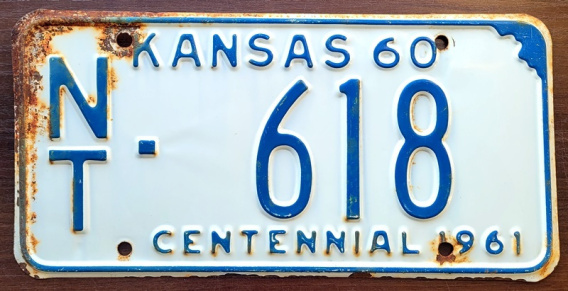 KANSAS 60
NT - 618
CENTENNIAL 1961